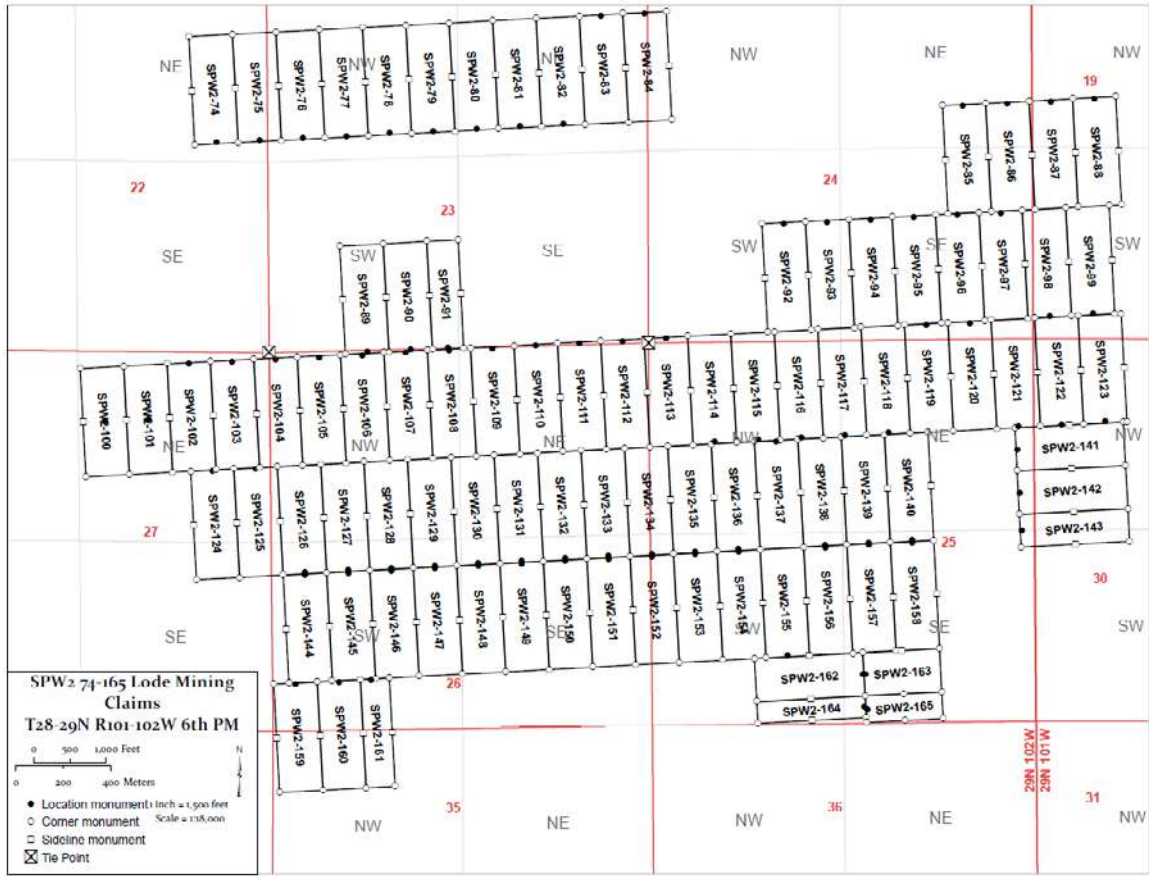 NE
NW
NE
NW
NE
NW
19
SPW2-74
SPW2-75
SPW2-76
SPW2-77
SPW2-78
SPW2-79
SPW2-80
SPW2-81
SPW2-82
SPW2-83
SPW2-84
SPW2-85
SPW2-86
SPW2-87
SPW2-88
22
23
24
SE
SW
SE
SW
SE
SW
SPW2-89
SPW2-90
SPW2-91
SPW2-92
SPW2-93
SPW2-94
SPW2-95
SPW2-96
SPW2-97
SPW2-98
SPW2-99
SPW2-100
SPW2-101
SPW2-102
SPW2-103
SPW2-104
SPW2-105
SPW2-106
SPW2-107
SPW2-108
SPW2-109
SPW2-110
SPW2-111
SPW2-112
SPW2-113
SPW2-114
SPW2-115
SPW2-116
SPW2-117
SPW2-118
SPW2-119
SPW2-120
SPW2-121
SPW2-122
SPW2-123
NE
NW
NE
NW
NE
NW
SPW2-124
SPW2-125
SPW2-126
SPW2-127
SPW2-128
SPW2-129
SPW2-130
SPW2-131
SPW2-132
SPW2-133
SPW2-134
SPW2-135
SPW2-136
SPW2-137
SPW2-138
SPW2-139
SPW2-140
SPW2-141
SPW2-142
SPW2-143
27
25
30
SPW2-144
SPW2-145
SPW2-146
SPW2-147
SPW2-148
SPW2-149
SPW2-150
SPW2-151
SPW2-152
SPW2-153
SPW2-154
SPW2-155
SPW2-156
SPW2-157
SPW2-158
SE
SW
SE
SW
SE
SW
26
SPW2-159
SPW2-160
SPW2-161
SPW2-162
SPW2-163
SPW2-164
SPW2-165
29N 102W
29N 101W
35
36
31
NW
NE
NW
NE
NW
SPW2 74-165 Lode Mining
Claims
T28-29N R101-102W 6th PM
0 500 1,000 Feet
0 200 400 Meters
N
Location monument 1 inch = 1,500 feet
Corner monument Scale = 1:18,000
Sideline monument
Tie Point